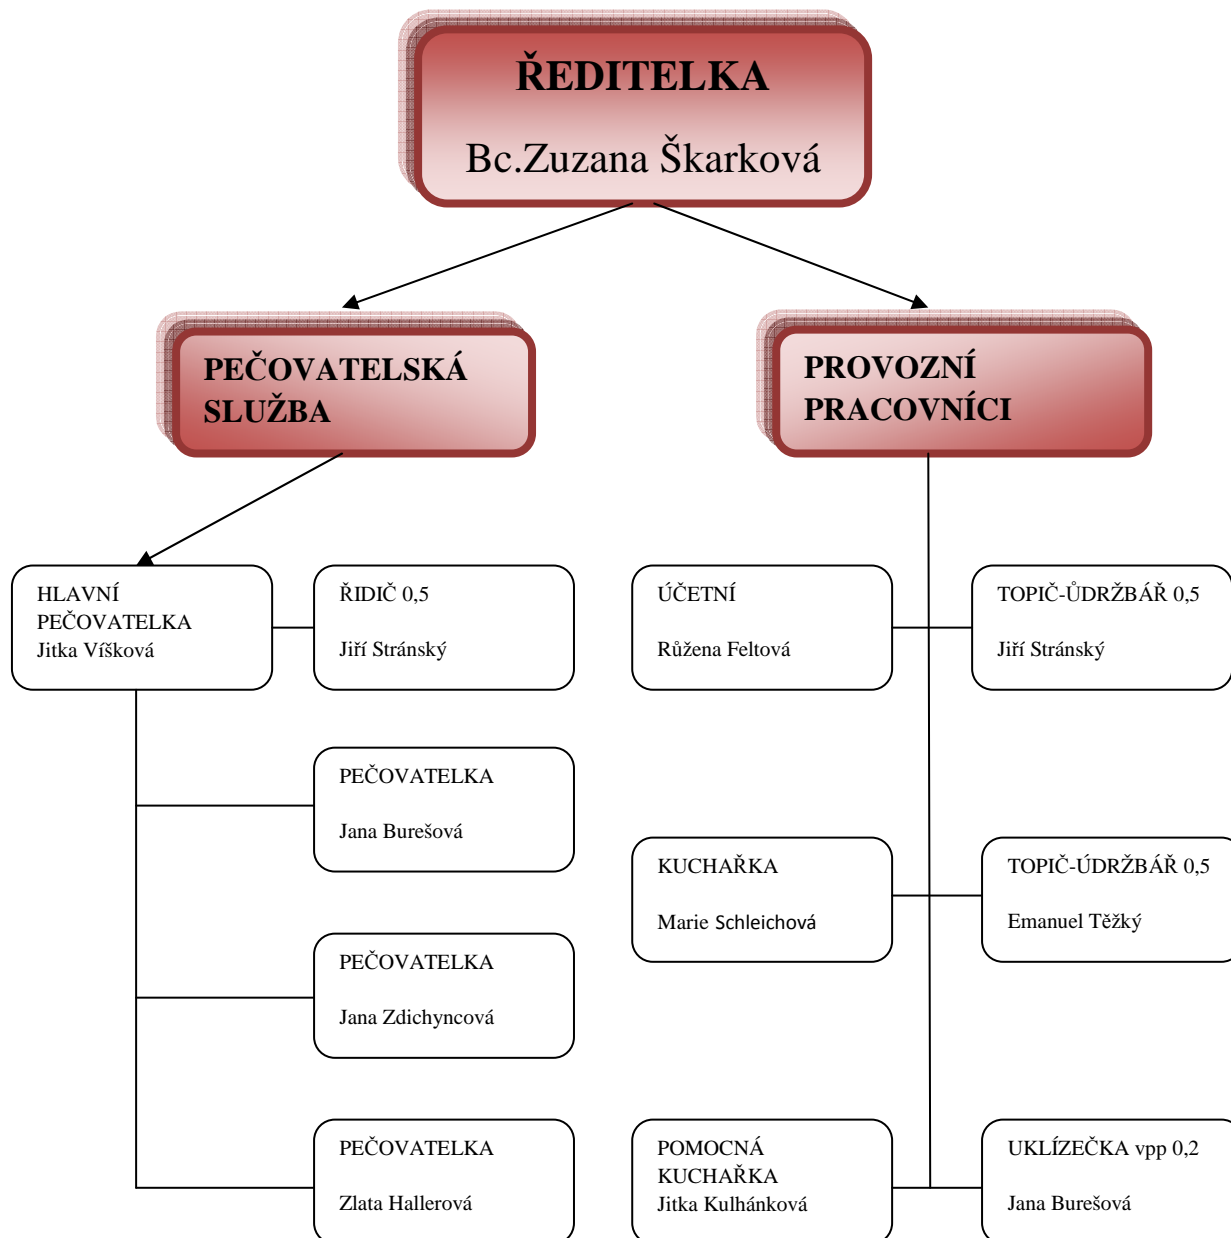 ŘEDITELKA
Bc.Zuzana Škarková
PEČOVATELSKÁ
SLUŽBA
PROVOZNÍ
PRACOVNÍCI
HLAVNÍ
PEČOVATELKA
Jitka Víšková
ŘIDIČ 0,5
Jiří Stránský
ÚČETNÍ
Růžena Feltová
TOPIČ-ŮDRŽBÁŘ 0,5
Jiří Stránský
PEČOVATELKA
Jana Burešová
KUCHAŘKA
Marie Schleichová
TOPIČ-ÚDRŽBÁŘ 0,5
Emanuel Těžký
PEČOVATELKA
Jana Zdichyncová
PEČOVATELKA
Zlata Hallerová
POMOCNÁ
KUCHAŘKA
Jitka Kulhánková
UKLÍZEČKA vpp 0,2
Jana Burešová